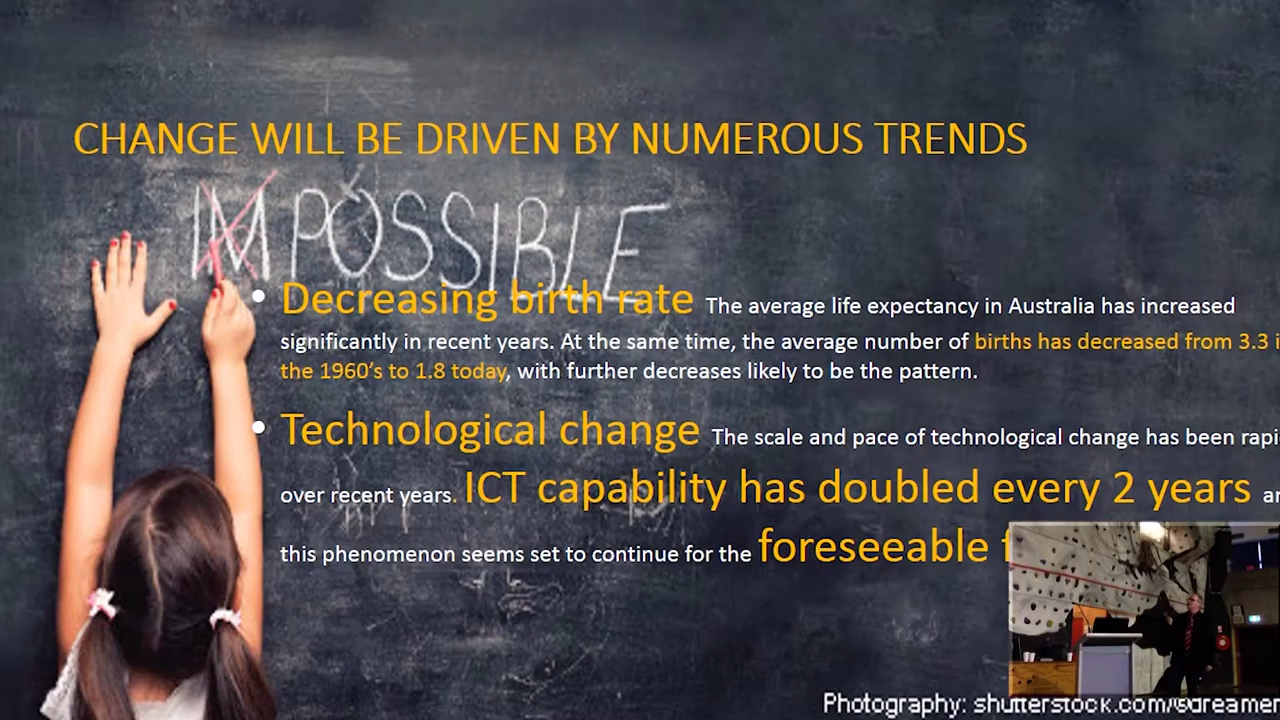 CHANGE WILL BE DRIVEN BY NUMEROUS TRENDS
IMPOSSIBLE
• Decreasing birth rate The average life expectancy in Australia has increased
significantly in recent years. At the same time, the average number of births has decreased from 3.3
the 1960's to 1.8 today, with further decreases likely to be the pattern.
• Technological change The scale and pace of technological change has been
over recent years. ICT capability has doubled every 2 years
this phenomenon seems set to continue for the foreseeable
Photography: shutterstock.com/